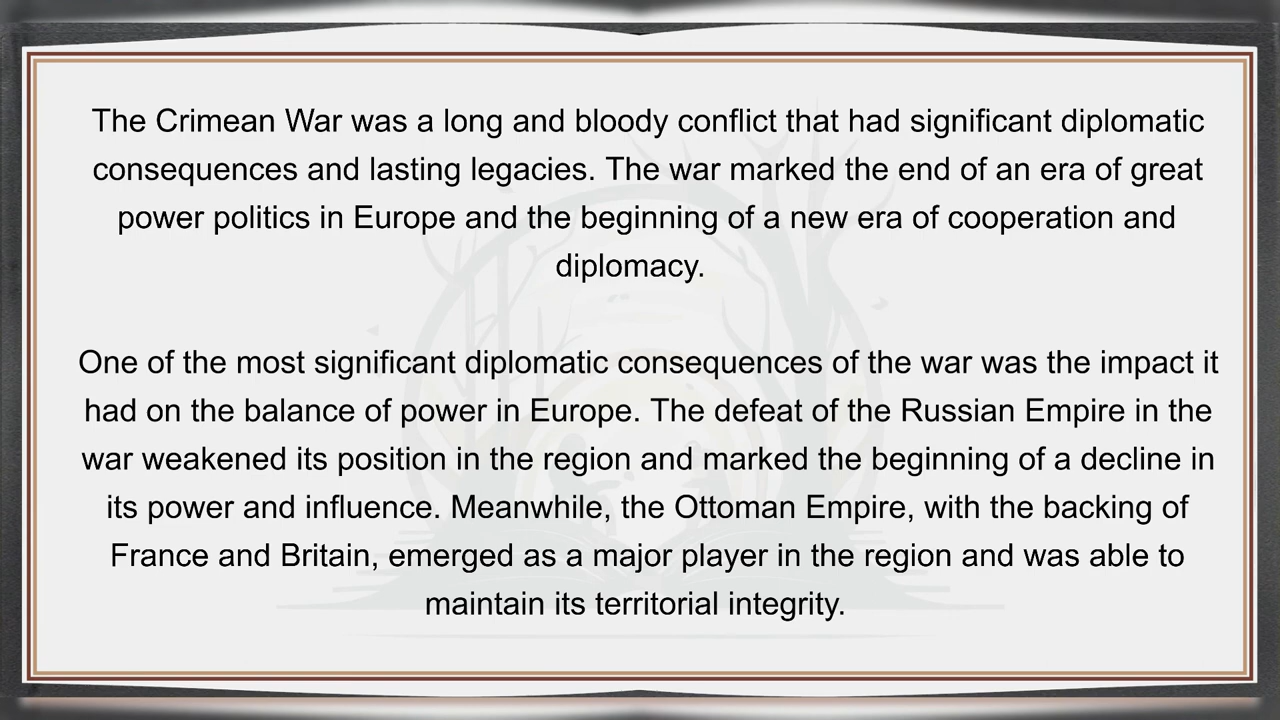 The Crimean War was a long and bloody conflict that had significant diplomatic
consequences and lasting legacies. The war marked the end of an era of great
power politics in Europe and the beginning of a new era of cooperation and
diplomacy.
One of the most significant diplomatic consequences of the war was the impact it
had on the balance of power in Europe. The defeat of the Russian Empire in the
war weakened its position in the region and marked the beginning of a decline in
its power and influence. Meanwhile, the Ottoman Empire, with the backing of
France and Britain, emerged as a major player in the region and was able to
maintain its territorial integrity.